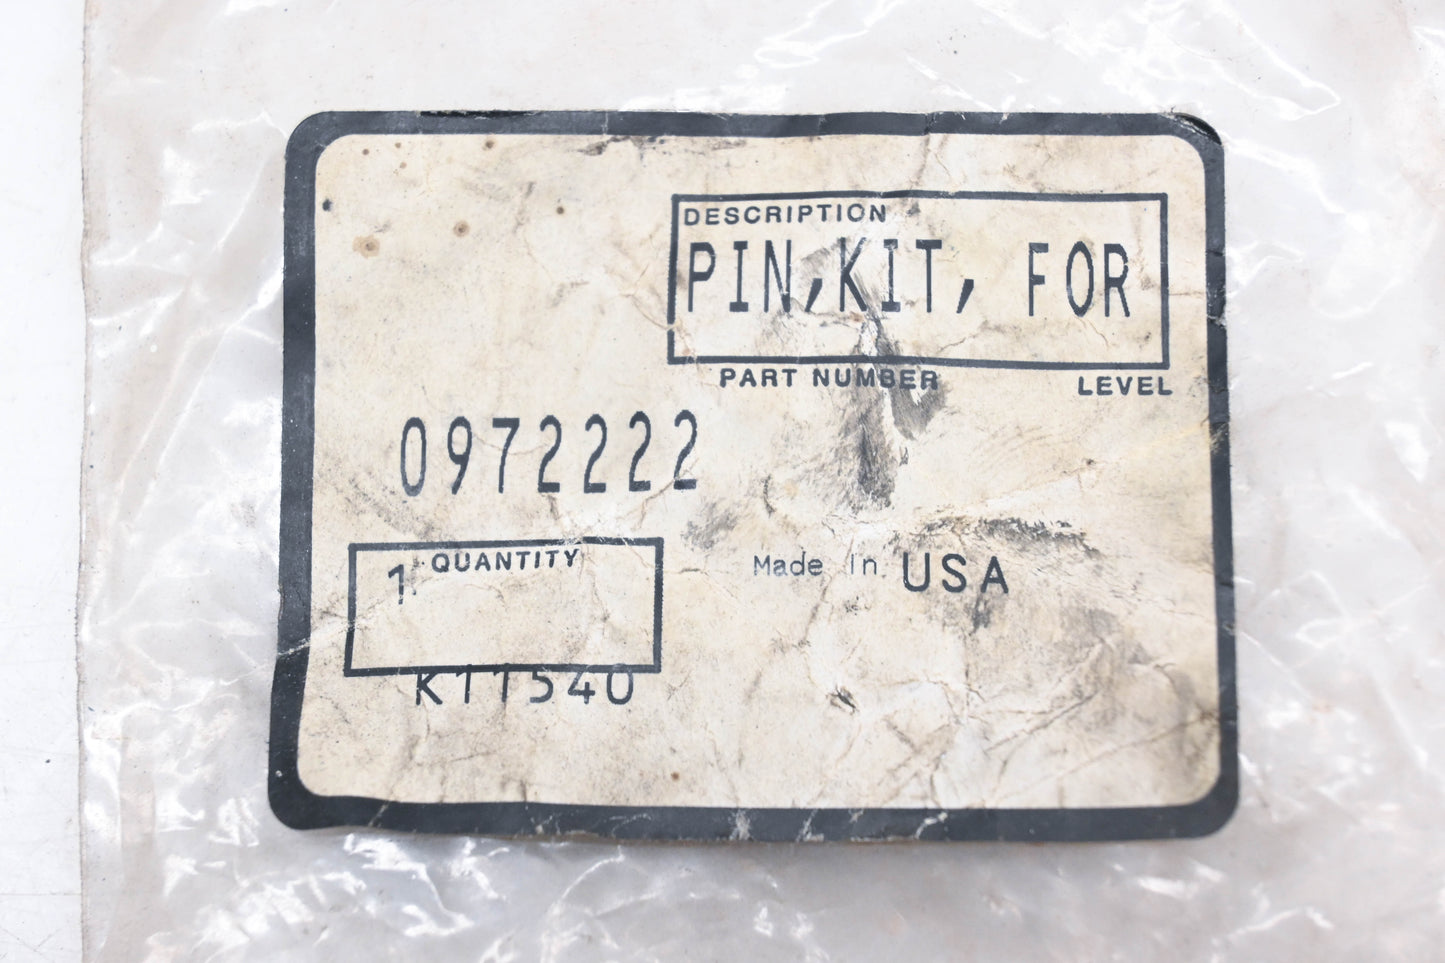 DESCRIPTION
PIN,KIT, FOR
PART NUMBER LEVEL
0972222
QUANTITY
1
Made In USA
K11540